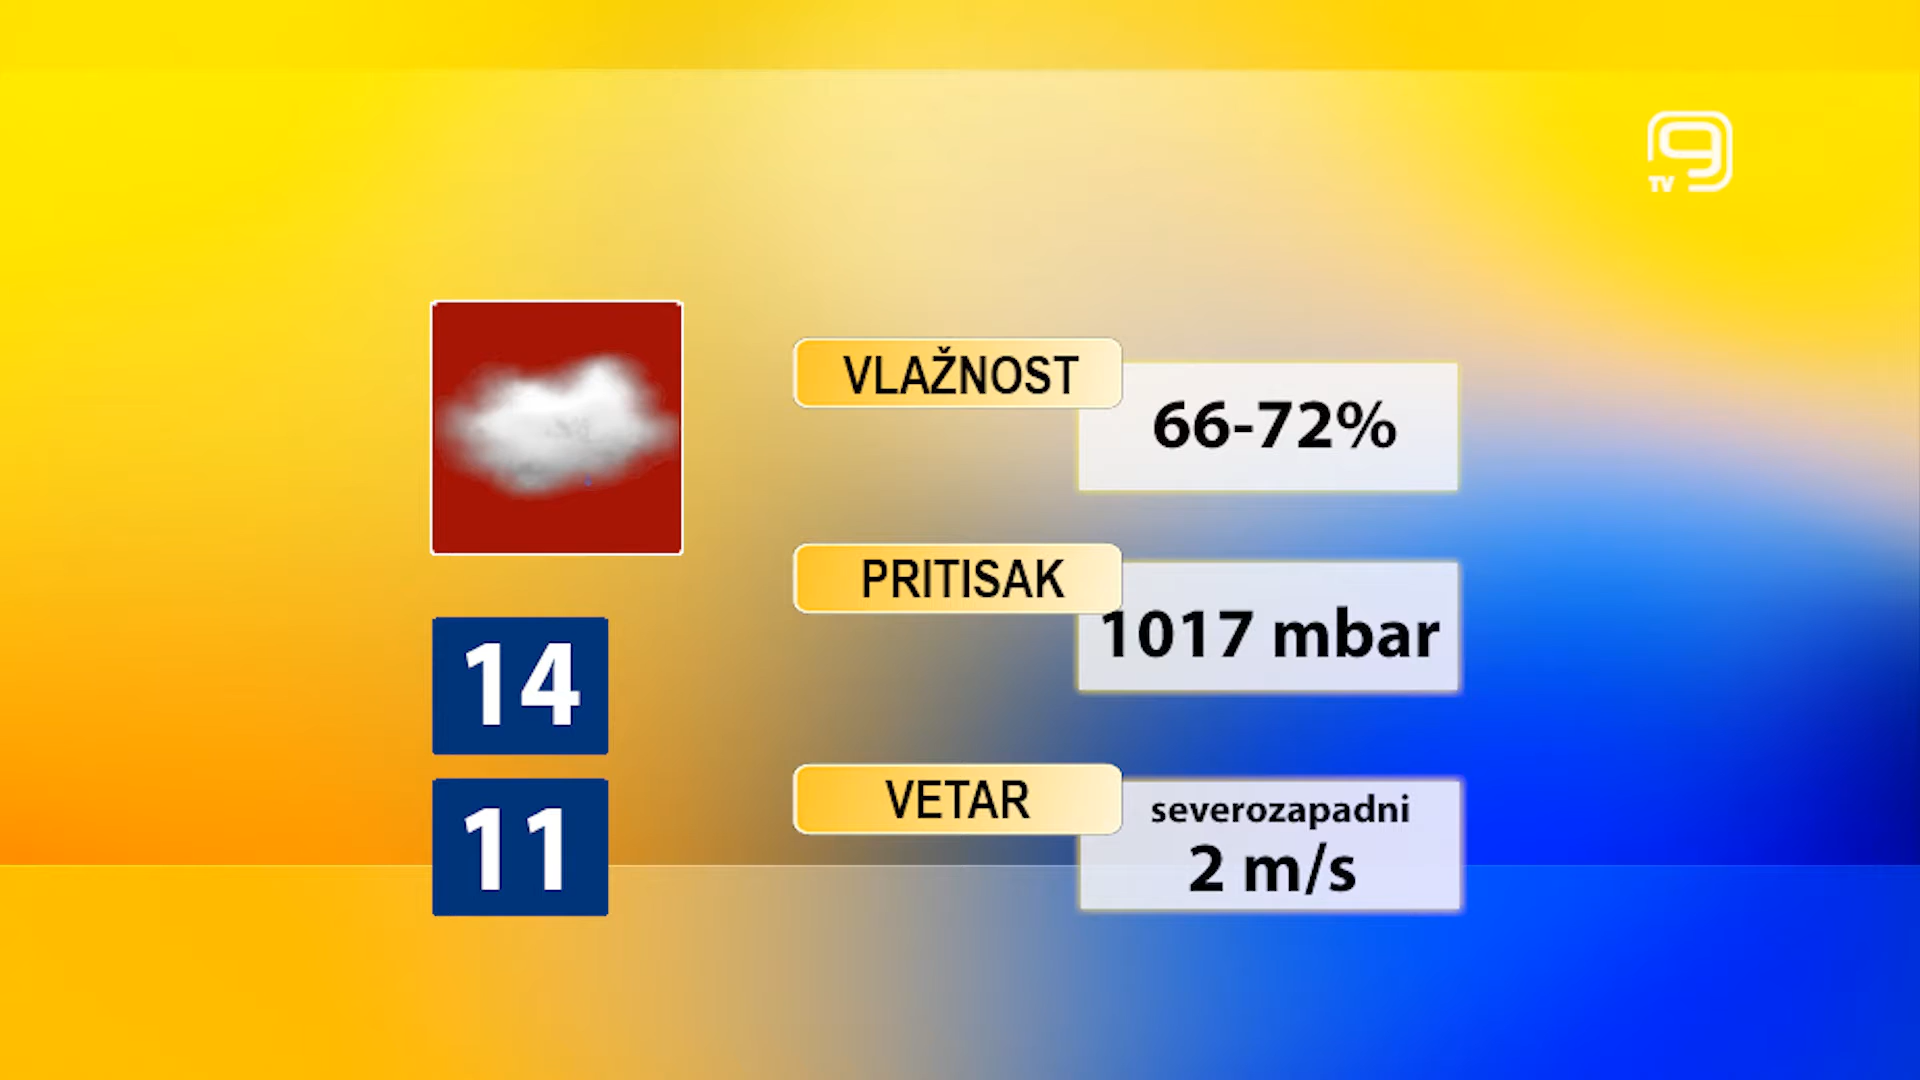 9
TV
VLAŽNOST
66-72%
PRITISAK
1017 mbar
14
VETAR
severozapadni
2 m/s
11